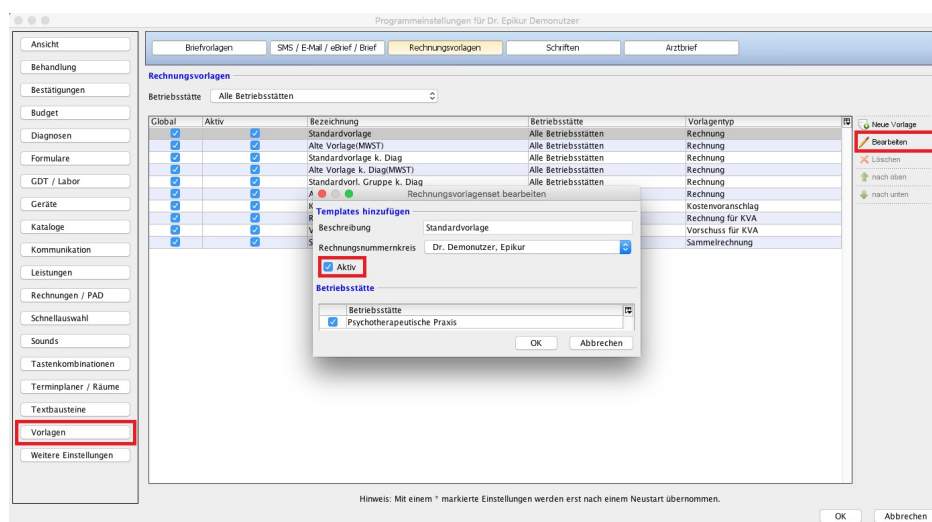 Programmeinstellungen für Dr. Epikur Demonutzer
Ansicht
Behandlung
Bestätigungen
Budget
Diagnosen
Formulare
GDT / Labor
Geräte
Kataloge
Kommunikation
Leistungen
Rechnungen / PAD
Schnellauswahl
Sounds
Tastenkombinationen
Terminplaner / Räume
Textbausteine
Vorlagen
Weitere Einstellungen
Briefvorlagen SMS / E-Mail / eBrief / Brief Rechnungsvorlagen Schriften Arztbrief
Rechnungsvorlagen
Betriebsstätte Alle Betriebsstätten
Global Aktiv Bezeichnung Betriebsstätte Vorlagentyp
Standardvorlage Alle Betriebsstätten Rechnung
Alte Vorlage(MWST) Alle Betriebsstätten Rechnung
Standardvorlage k. Diag Alle Betriebsstätten Rechnung
Alte Vorlage k. Diag(MWST) Alle Betriebsstätten Rechnung
Standardvorl. Gruppe k. Diag Alle Betriebsstätten Rechnung
Rechnung
Kostenvoranschlag
Rechnung für KVA
Vorschuss für KVA
Sammelrechnung
Rechnungsvorlagenset bearbeiten
Templates hinzufügen
Beschreibung Standardvorlage
Rechnungsnummernkreis Dr. Demonutzer, Epikur
Aktiv
Betriebsstätte
Betriebsstätte
Psychotherapeutische Praxis
OK Abbrechen
Neue Vorlage
Bearbeiten
Löschen
nach oben
nach unten
Hinweis: Mit einem * markierte Einstellungen werden erst nach einem Neustart übernommen.
OK Abbrechen